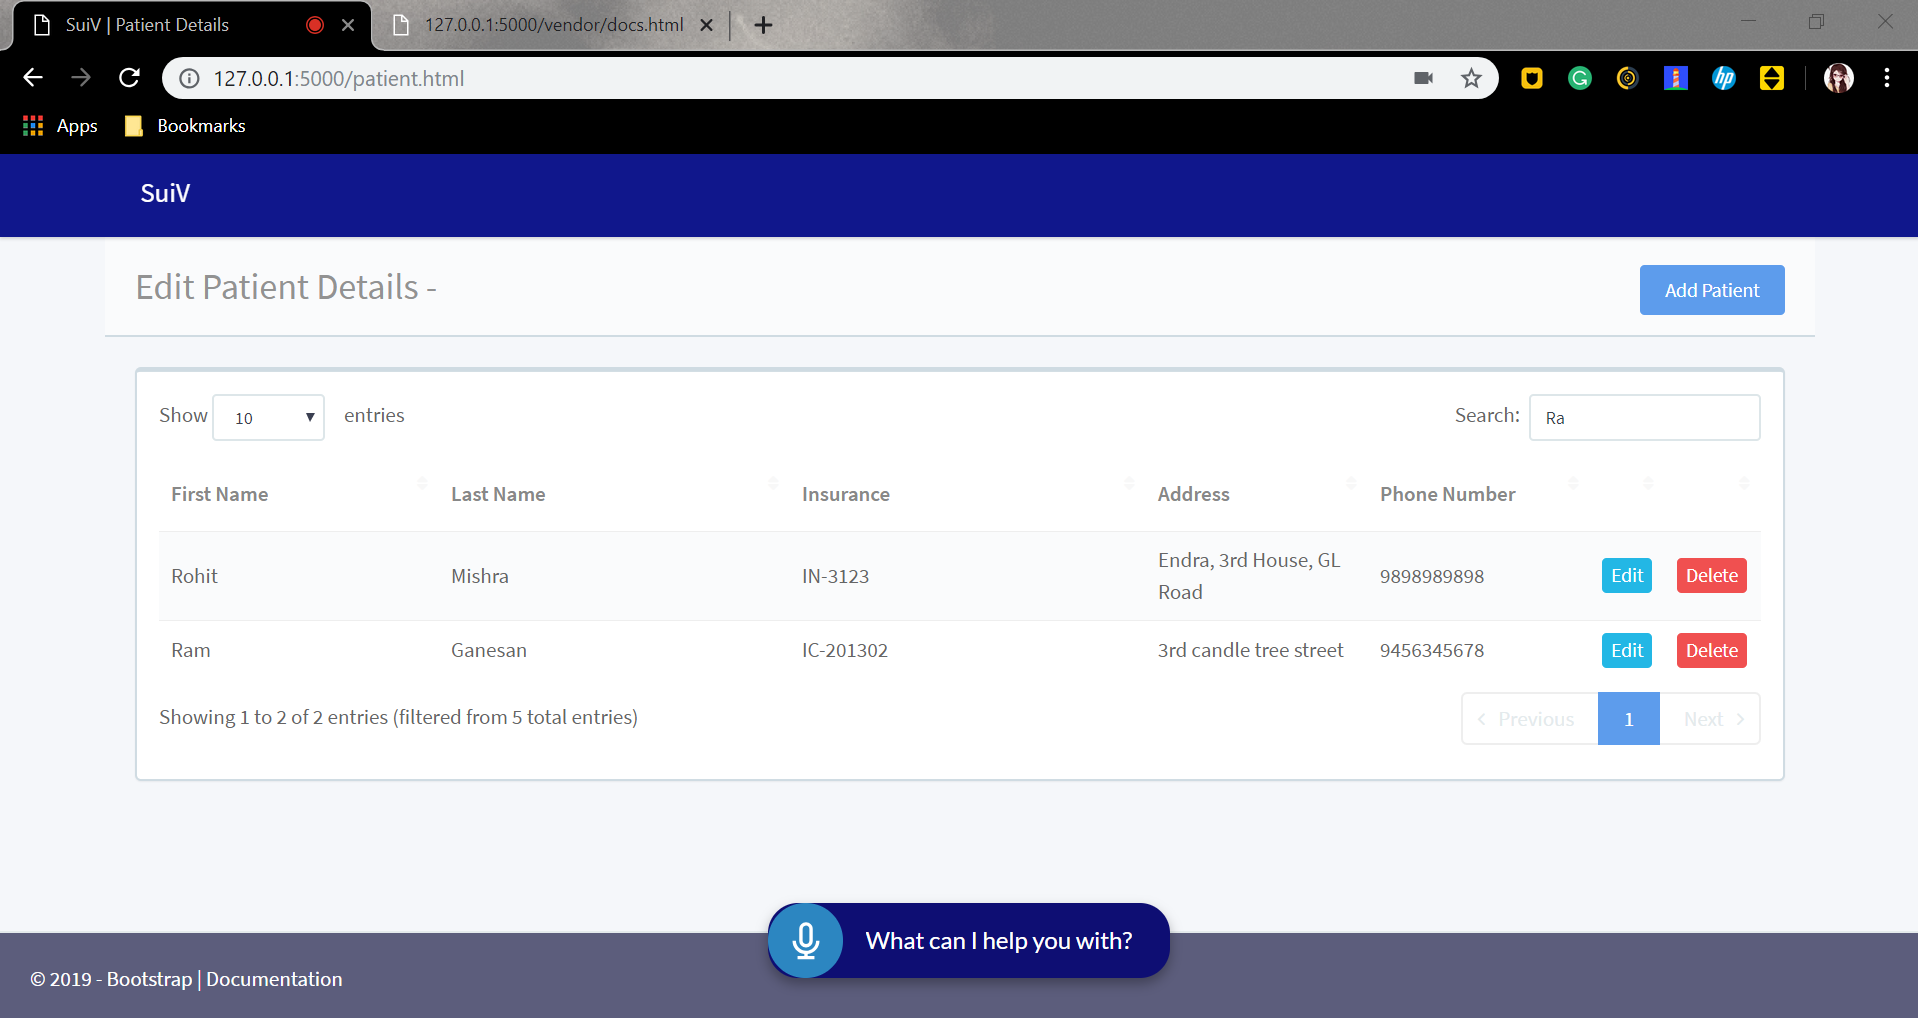 SuiV | Patient Details
127.0.0.1:5000/vendor/docs.html
127.0.0.1:5000/patient.html
Apps
Bookmarks
SuiV
Edit Patient Details -
Add Patient
Show 10 entries
Search: Ra
First Name Last Name Insurance Address Phone Number
Rohit Mishra IN-3123 Endra, 3rd House, GL
Road 9898989898 Edit Delete
Ram Ganesan IC-201302 3rd candle tree street 9456345678 Edit Delete
Showing 1 to 2 of 2 entries (filtered from 5 total entries)
Previous 1 Next
What can I help you with?
© 2019 - Bootstrap | Documentation